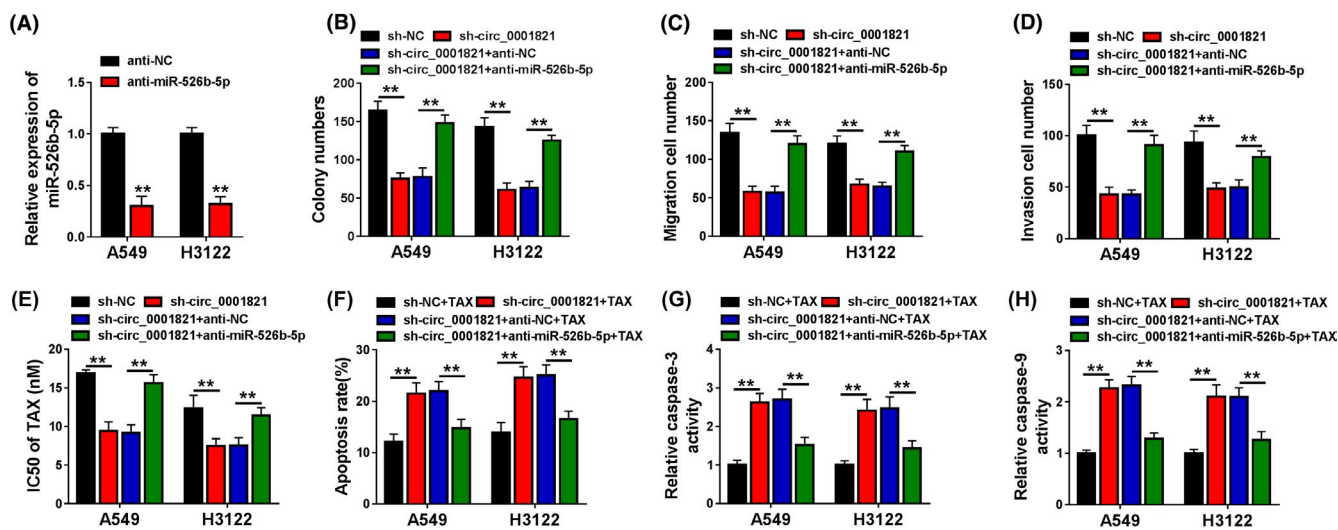 (A)
anti-NC
anti-miR-526b-5p
Relative expression of
miR-526b-5p
1.5
1.0
0.5
0.0
** **
A549 H3122
(B)
sh-NC sh-circ_0001821
sh-circ_0001821+anti-NC
sh-circ_0001821+anti-miR-526b-5p
Colony numbers
200
150
100
50
0
** ** ** **
A549 H3122
(C)
sh-NC sh-circ_0001821
sh-circ_0001821+anti-NC
sh-circ_0001821+anti-miR-526b-5p
Migration cell number
200
150
100
50
0
** ** ** **
A549 H3122
(D)
sh-NC sh-circ_0001821
sh-circ_0001821+anti-NC
sh-circ_0001821+anti-miR-526b-5p
Invasion cell number
150
100
50
0
** ** ** **
A549 H3122
(E)
sh-NC sh-circ_0001821
sh-circ_0001821+anti-NC
sh-circ_0001821+anti-miR-526b-5p
IC50 of TAX (nM)
20
15
10
5
0
** ** ** **
A549 H3122
(F)
sh-NC+TAX sh-circ_0001821+TAX
sh-circ_0001821+anti-NC+TAX
sh-circ_0001821+anti-miR-526b-5p+TAX
Apoptosis rate(%)
30
20
10
0
** ** ** **
A549 H3122
(G)
sh-NC+TAX sh-circ_0001821+TAX
sh-circ_0001821+anti-NC+TAX
sh-circ_0001821+anti-miR-526b-5p+TAX
Relative caspase-3
activity
4
3
2
1
0
** ** ** **
A549 H3122
(H)
sh-NC+TAX sh-circ_0001821+TAX
sh-circ_0001821+anti-NC+TAX
sh-circ_0001821+anti-miR-526b-5p+TAX
Relative caspase-9
activity
3
2
1
0
** ** ** **
A549 H3122